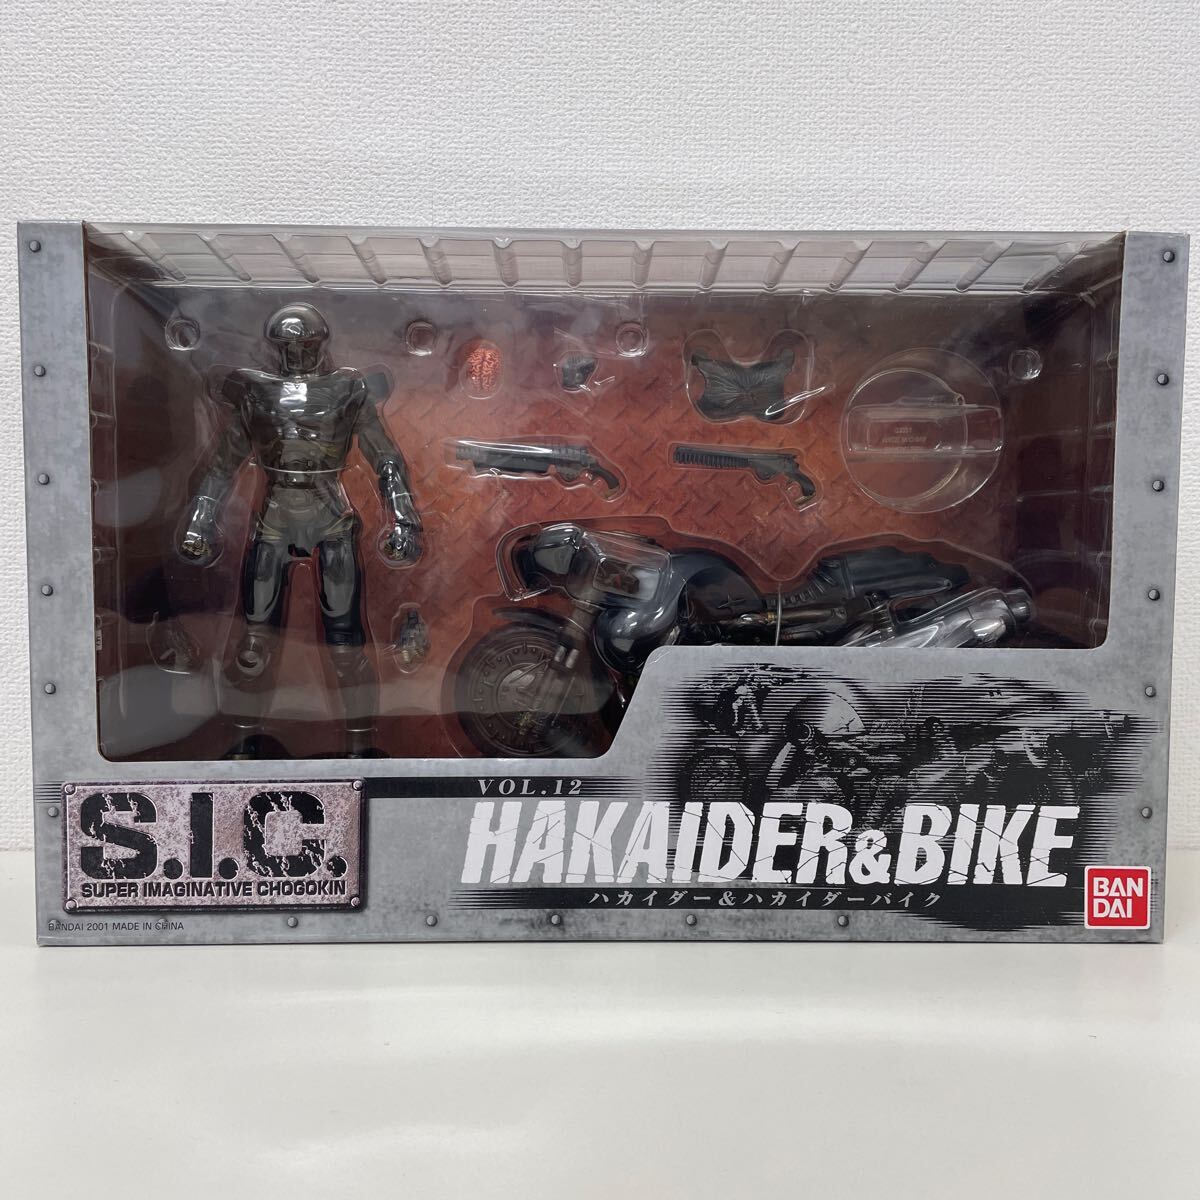 VOL.12
HAKAIDER&BIKE
ハカイダー&ハカイダーバイク
S.I.C.
SUPER IMAGINATIVE CHOGOKIN
BANDAI 2001 MADE IN CHINA
BAN
DAI